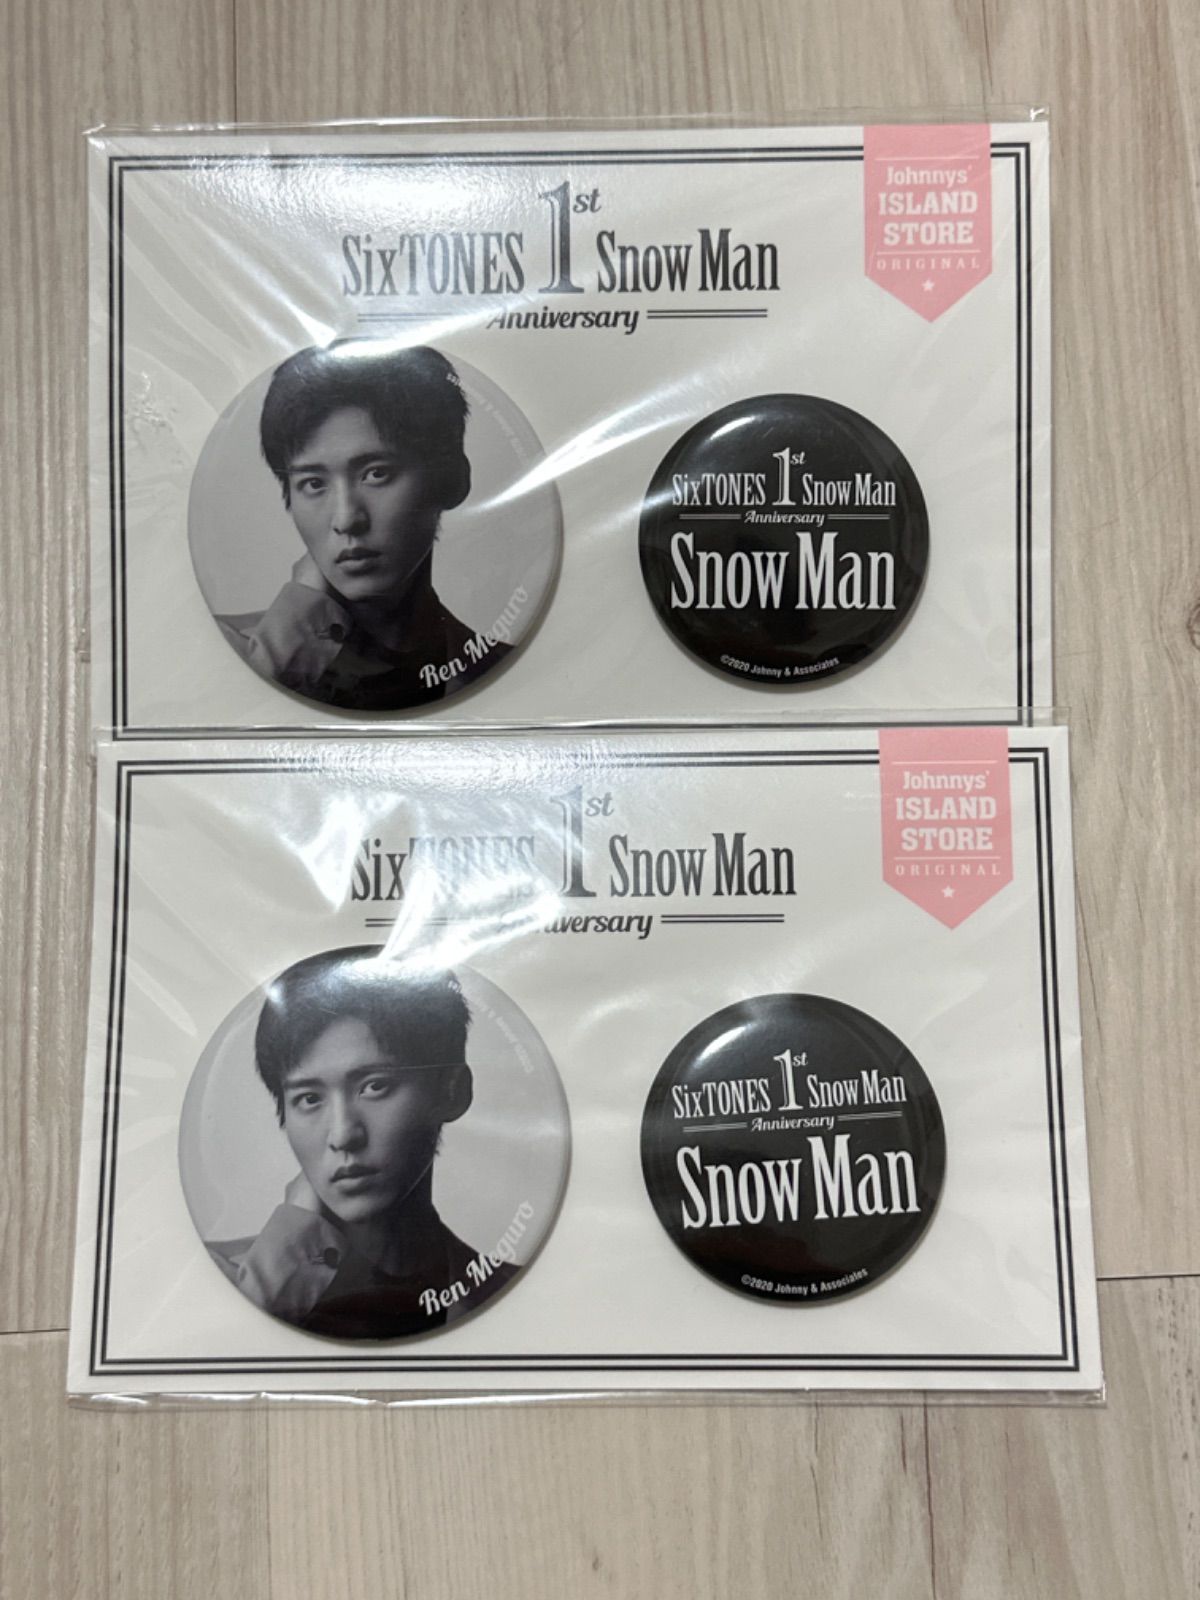 SixTONES 1st Snow Man
Anniversary
Johnnys'
ISLAND
STORE
ORIGINAL
Ren Meguro
SixTONES 1st Snow Man
Anniversary
Snow Man
©2020 Johnny & Associates
SixTONES 1st Snow Man
Anniversary
Johnnys'
ISLAND
STORE
ORIGINAL
Ren Meguro
SixTONES 1st Snow Man
Anniversary
Snow Man
©2020 Johnny & Associates